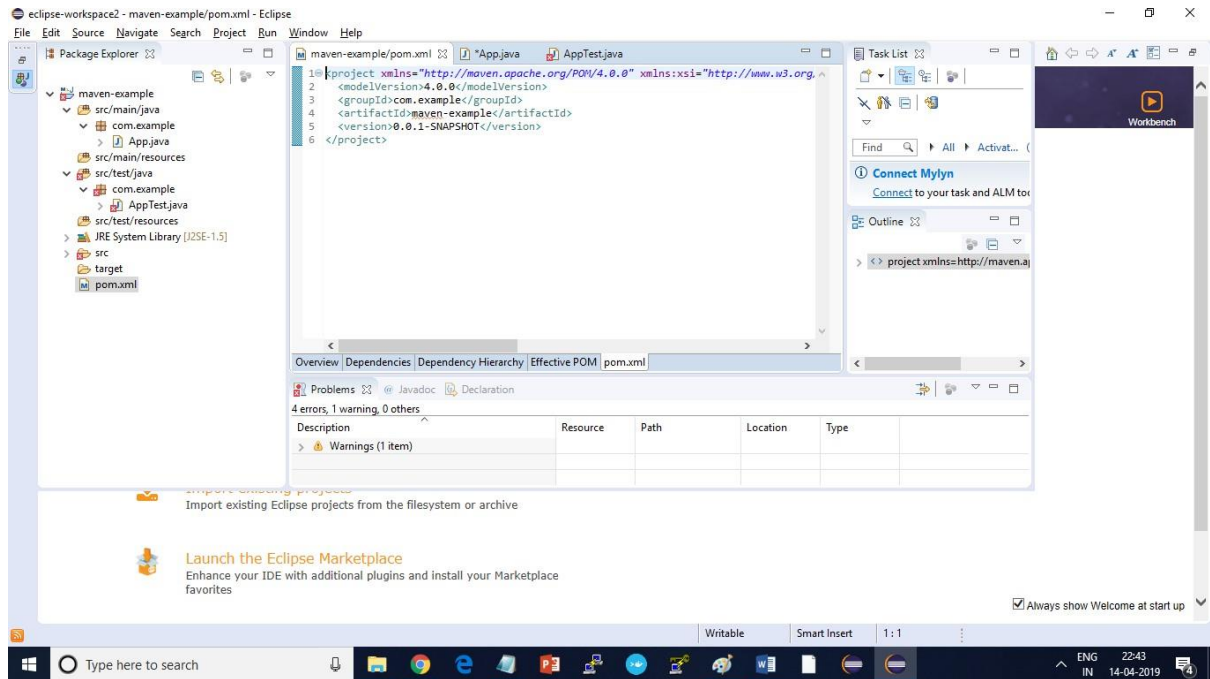 eclipse-workspace2 - maven-example/pom.xml - Eclipse
File Edit Source Navigate Search Project Run Window Help
Package Explorer
maven-example
src/main/java
com.example
App.java
src/main/resources
src/test/java
com.example
AppTest.java
src/test/resources
JRE System Library [J2SE-1.5]
src
target
pom.xml
maven-example/pom.xml *App.java AppTest.java
1 <project xmlns="http://maven.apache.org/POM/4.0.0" xmlns:xsi="http://www.w3.org,
2 <modelVersion>4.0.0</modelVersion>
3 <groupId>com.example</groupId>
4 <artifactId>maven-example</artifactId>
5 <version>0.0.1-SNAPSHOT</version>
6 </project>
Overview Dependencies Dependency Hierarchy Effective POM pom.xml
Task List
Find All Activat...
Connect Mylyn
Connect to your task and ALM too
Outline
project xmlns=http://maven.a
Workbench
Problems Javadoc Declaration
4 errors, 1 warning, 0 others
Description Resource Path Location Type
Warnings (1 item)
Import existing projects
Import existing Eclipse projects from the filesystem or archive
Launch the Eclipse Marketplace
Enhance your IDE with additional plugins and install your Marketplace
favorites
Always show Welcome at start up
Writable Smart Insert 1 : 1
Type here to search
ENG 22:43
IN 14-04-2019
4